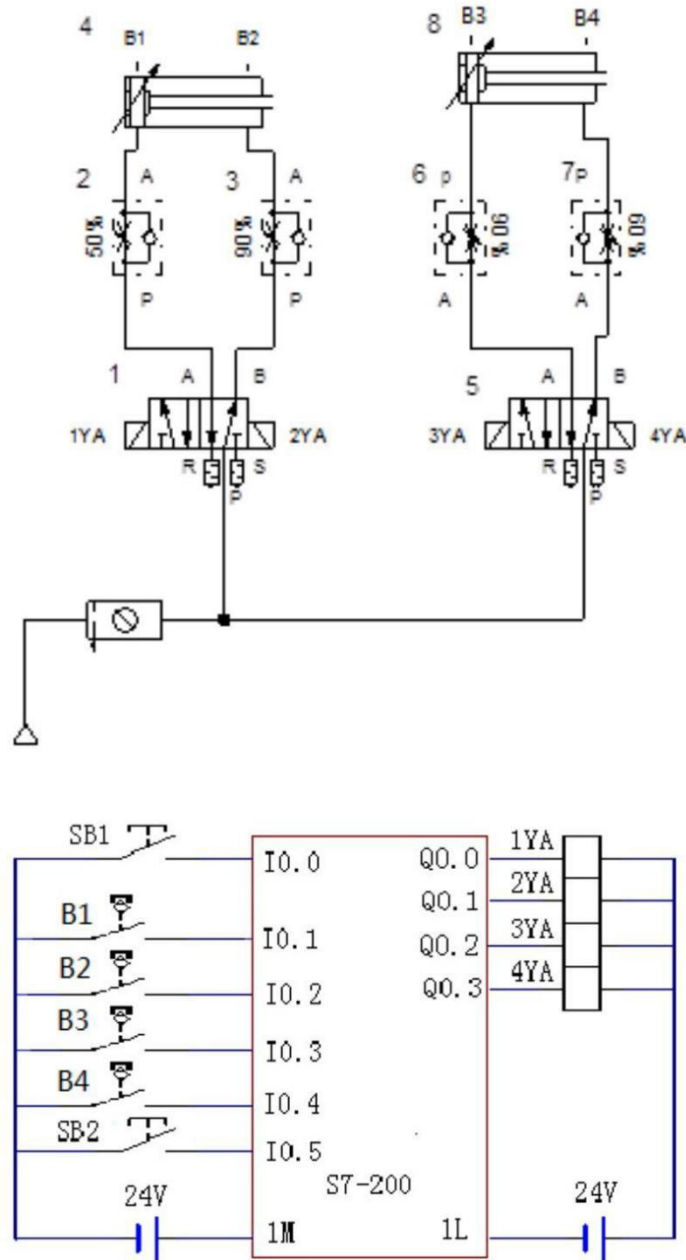 4 B1 B2
8 B3 B4
2 A 3 A
6 p 7 P
50% 90% 90 % 60 %
P P A A
1 A B 5 A B
1YA 2YA 3YA 4YA
R S R S
P P
SB1 I0.0 Q0.0 1YA
B1 I0.1 Q0.1 2YA
B2 I0.2 Q0.2 3YA
B3 I0.3 Q0.3 4YA
B4 I0.4
SB2 I0.5
S7-200
24V 1M 1L 24V